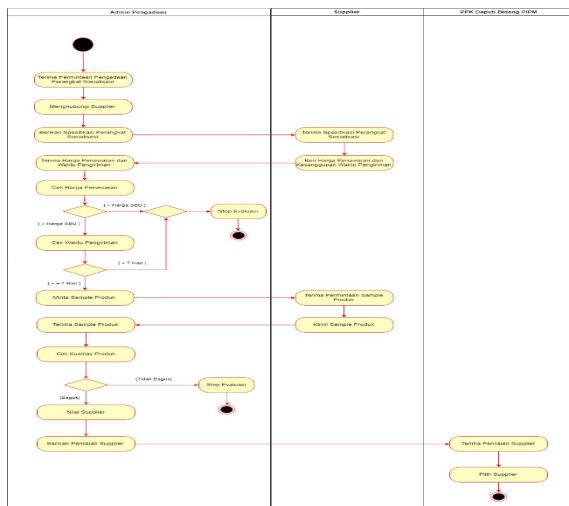 Admin Pengadaan
Supplier
PPK Deputi Bidang PIPM
Terima Permintaan Pengadaan
Perangkat Sosialisasi
Menghubungi Supplier
Berikan Spesifikasi Perangkat
Sosialisasi
Terima Spesifikasi Perangkat
Sosialisasi
Beri Harga Penawaran dan
Kesanggupan Waktu Pengiriman
Terima Harga Penawaran dan
Waktu Pengiriman
Cek Harga Penawaran
Harga SBU ]
Stop Evaluasi
Harga SBU ]
Cek Waktu Pengiriman
7 Hari ]
7 Hari ]
Minta Sample Produk
Terima Permintaan Sample
Produk
Kirim Sample Produk
Terima Sample Produk
Cek Kualitas Produk
[Tidak Bagus]
Stop Evaluasi
[Bagus]
Nilai Supplier
Berikan Penilaian Supplier
Terima Penilaian Supplier
Pilih Supplier